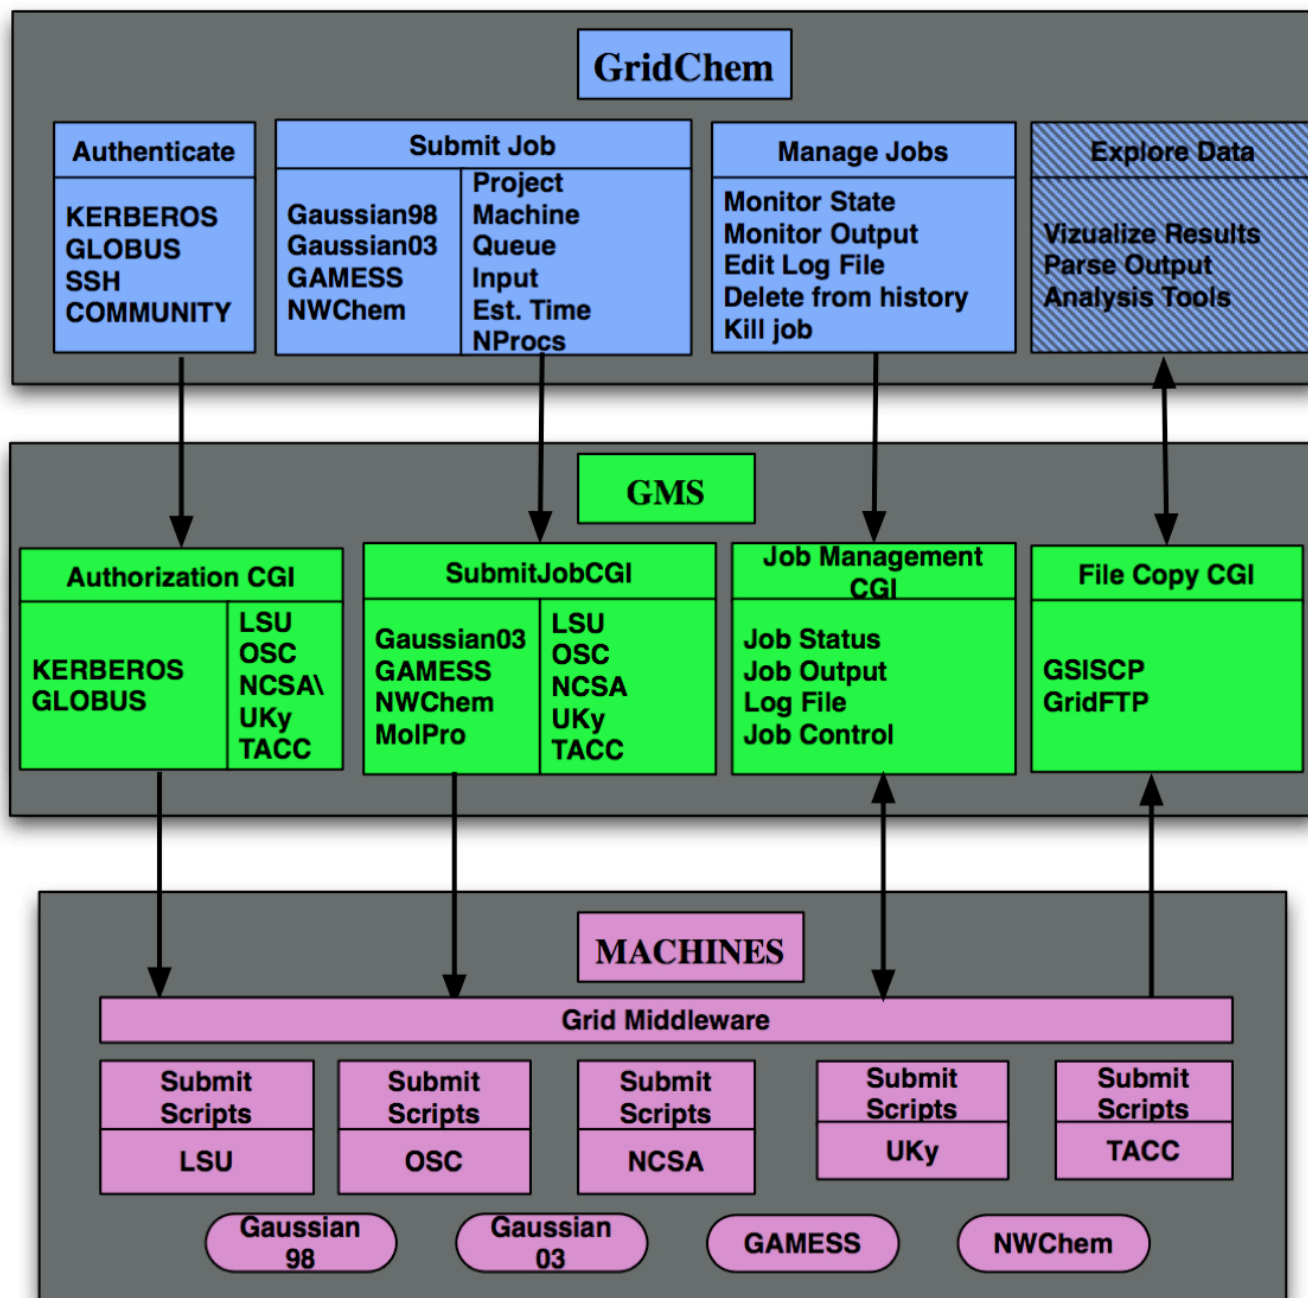 GridChem
Authenticate
KERBEROS
GLOBUS
SSH
COMMUNITY
Submit Job
Gaussian98
Gaussian03
GAMESS
NWChem
Project
Machine
Queue
Input
Est. Time
NProcs
Manage Jobs
Monitor State
Monitor Output
Edit Log File
Delete from history
Kill job
Explore Data
Vizualize Results
Parse Output
Analysis Tools
GMS
Authorization CGI
KERBEROS
GLOBUS
LSU
OSC
NCSA\
UKy
TACC
SubmitJobCGI
Gaussian03
GAMESS
NWChem
MolPro
LSU
OSC
NCSA
UKy
TACC
Job Management
CGI
Job Status
Job Output
Log File
Job Control
File Copy CGI
GSISCP
GridFTP
MACHINES
Grid Middleware
Submit
Scripts
LSU
Submit
Scripts
OSC
Submit
Scripts
NCSA
Submit
Scripts
UKy
Submit
Scripts
TACC
Gaussian
98
Gaussian
03
GAMESS
NWChem